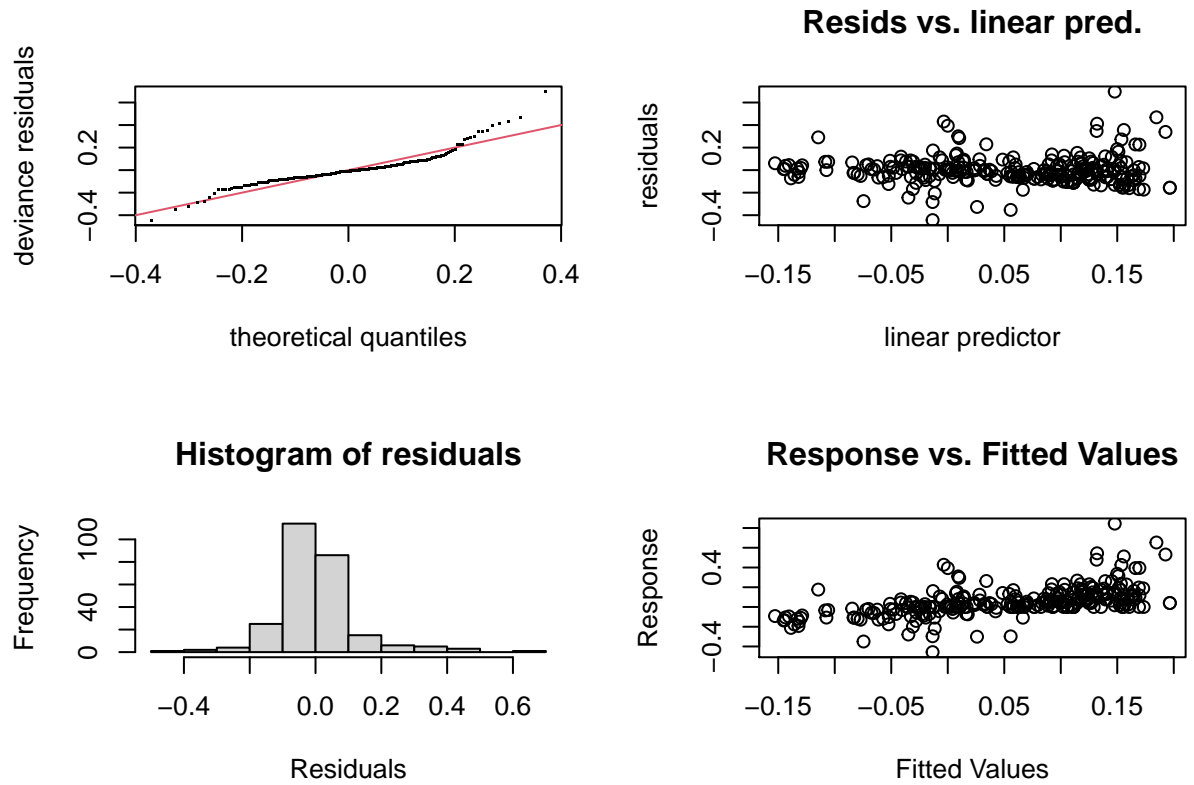 deviance residuals
−0.4 0.2
−0.4 −0.2 0.0 0.2 0.4
theoretical quantiles
Resids vs. linear pred.
residuals
−0.4 0.2
−0.15 −0.05 0.05 0.15
linear predictor
Histogram of residuals
Frequency
0 40 100
−0.4 0.0 0.2 0.4 0.6
Residuals
Response vs. Fitted Values
Response
−0.4 0.4
−0.15 −0.05 0.05 0.15
Fitted Values